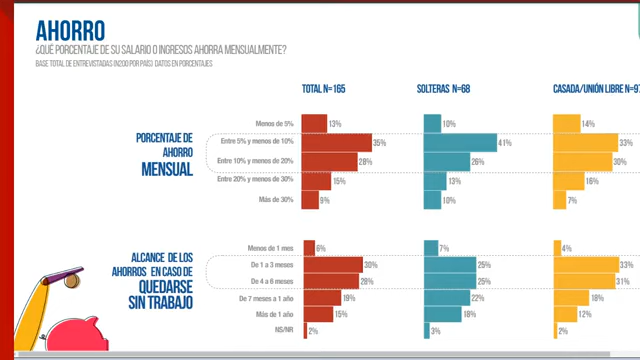 AHORRO
¿QUÉ PORCENTAJE DE SU SALARIO O INGRESOS AHORRA MENSUALMENTE?
BASE TOTAL DE ENTREVISTADAS (N200 POR PAÍS) DATOS EN PORCENTAJES
TOTAL N=165 SOLTERAS N=68 CASADA/UNIÓN LIBRE N=97
PORCENTAJE DE
AHORRO
MENSUAL
Menos de 5% 13% 10% 14%
Entre 5% y menos de 10% 35% 41% 33%
Entre 10% y menos de 20% 28% 26% 30%
Entre 20% y menos de 30% 15% 13% 16%
Más de 30% 9% 10% 7%
ALCANCE DE LOS
AHORROS EN CASO DE
QUEDARSE
SIN TRABAJO
Menos de 1 mes 6% 7% 4%
De 1 a 3 meses 30% 25% 33%
De 4 a 6 meses 28% 25% 31%
De 7 meses a 1 año 19% 22% 18%
Más de 1 año 15% 18% 12%
NS/NR 2% 3% 2%